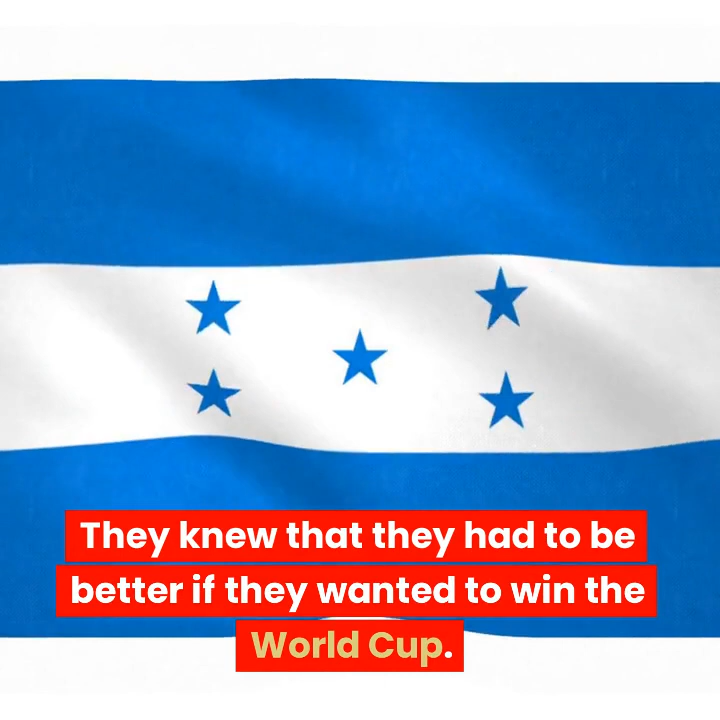 They knew that they had to be
better if they wanted to win the
World Cup.